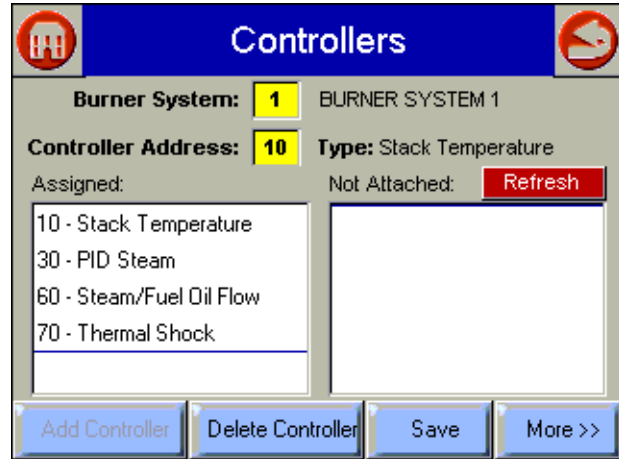 Controllers
Burner System: 1 BURNER SYSTEM 1
Controller Address: 10 Type: Stack Temperature
Assigned: Not Attached: Refresh
10 - Stack Temperature
30 - PID Steam
60 - Steam/Fuel Oil Flow
70 - Thermal Shock
Add Controller Delete Controller Save More >>